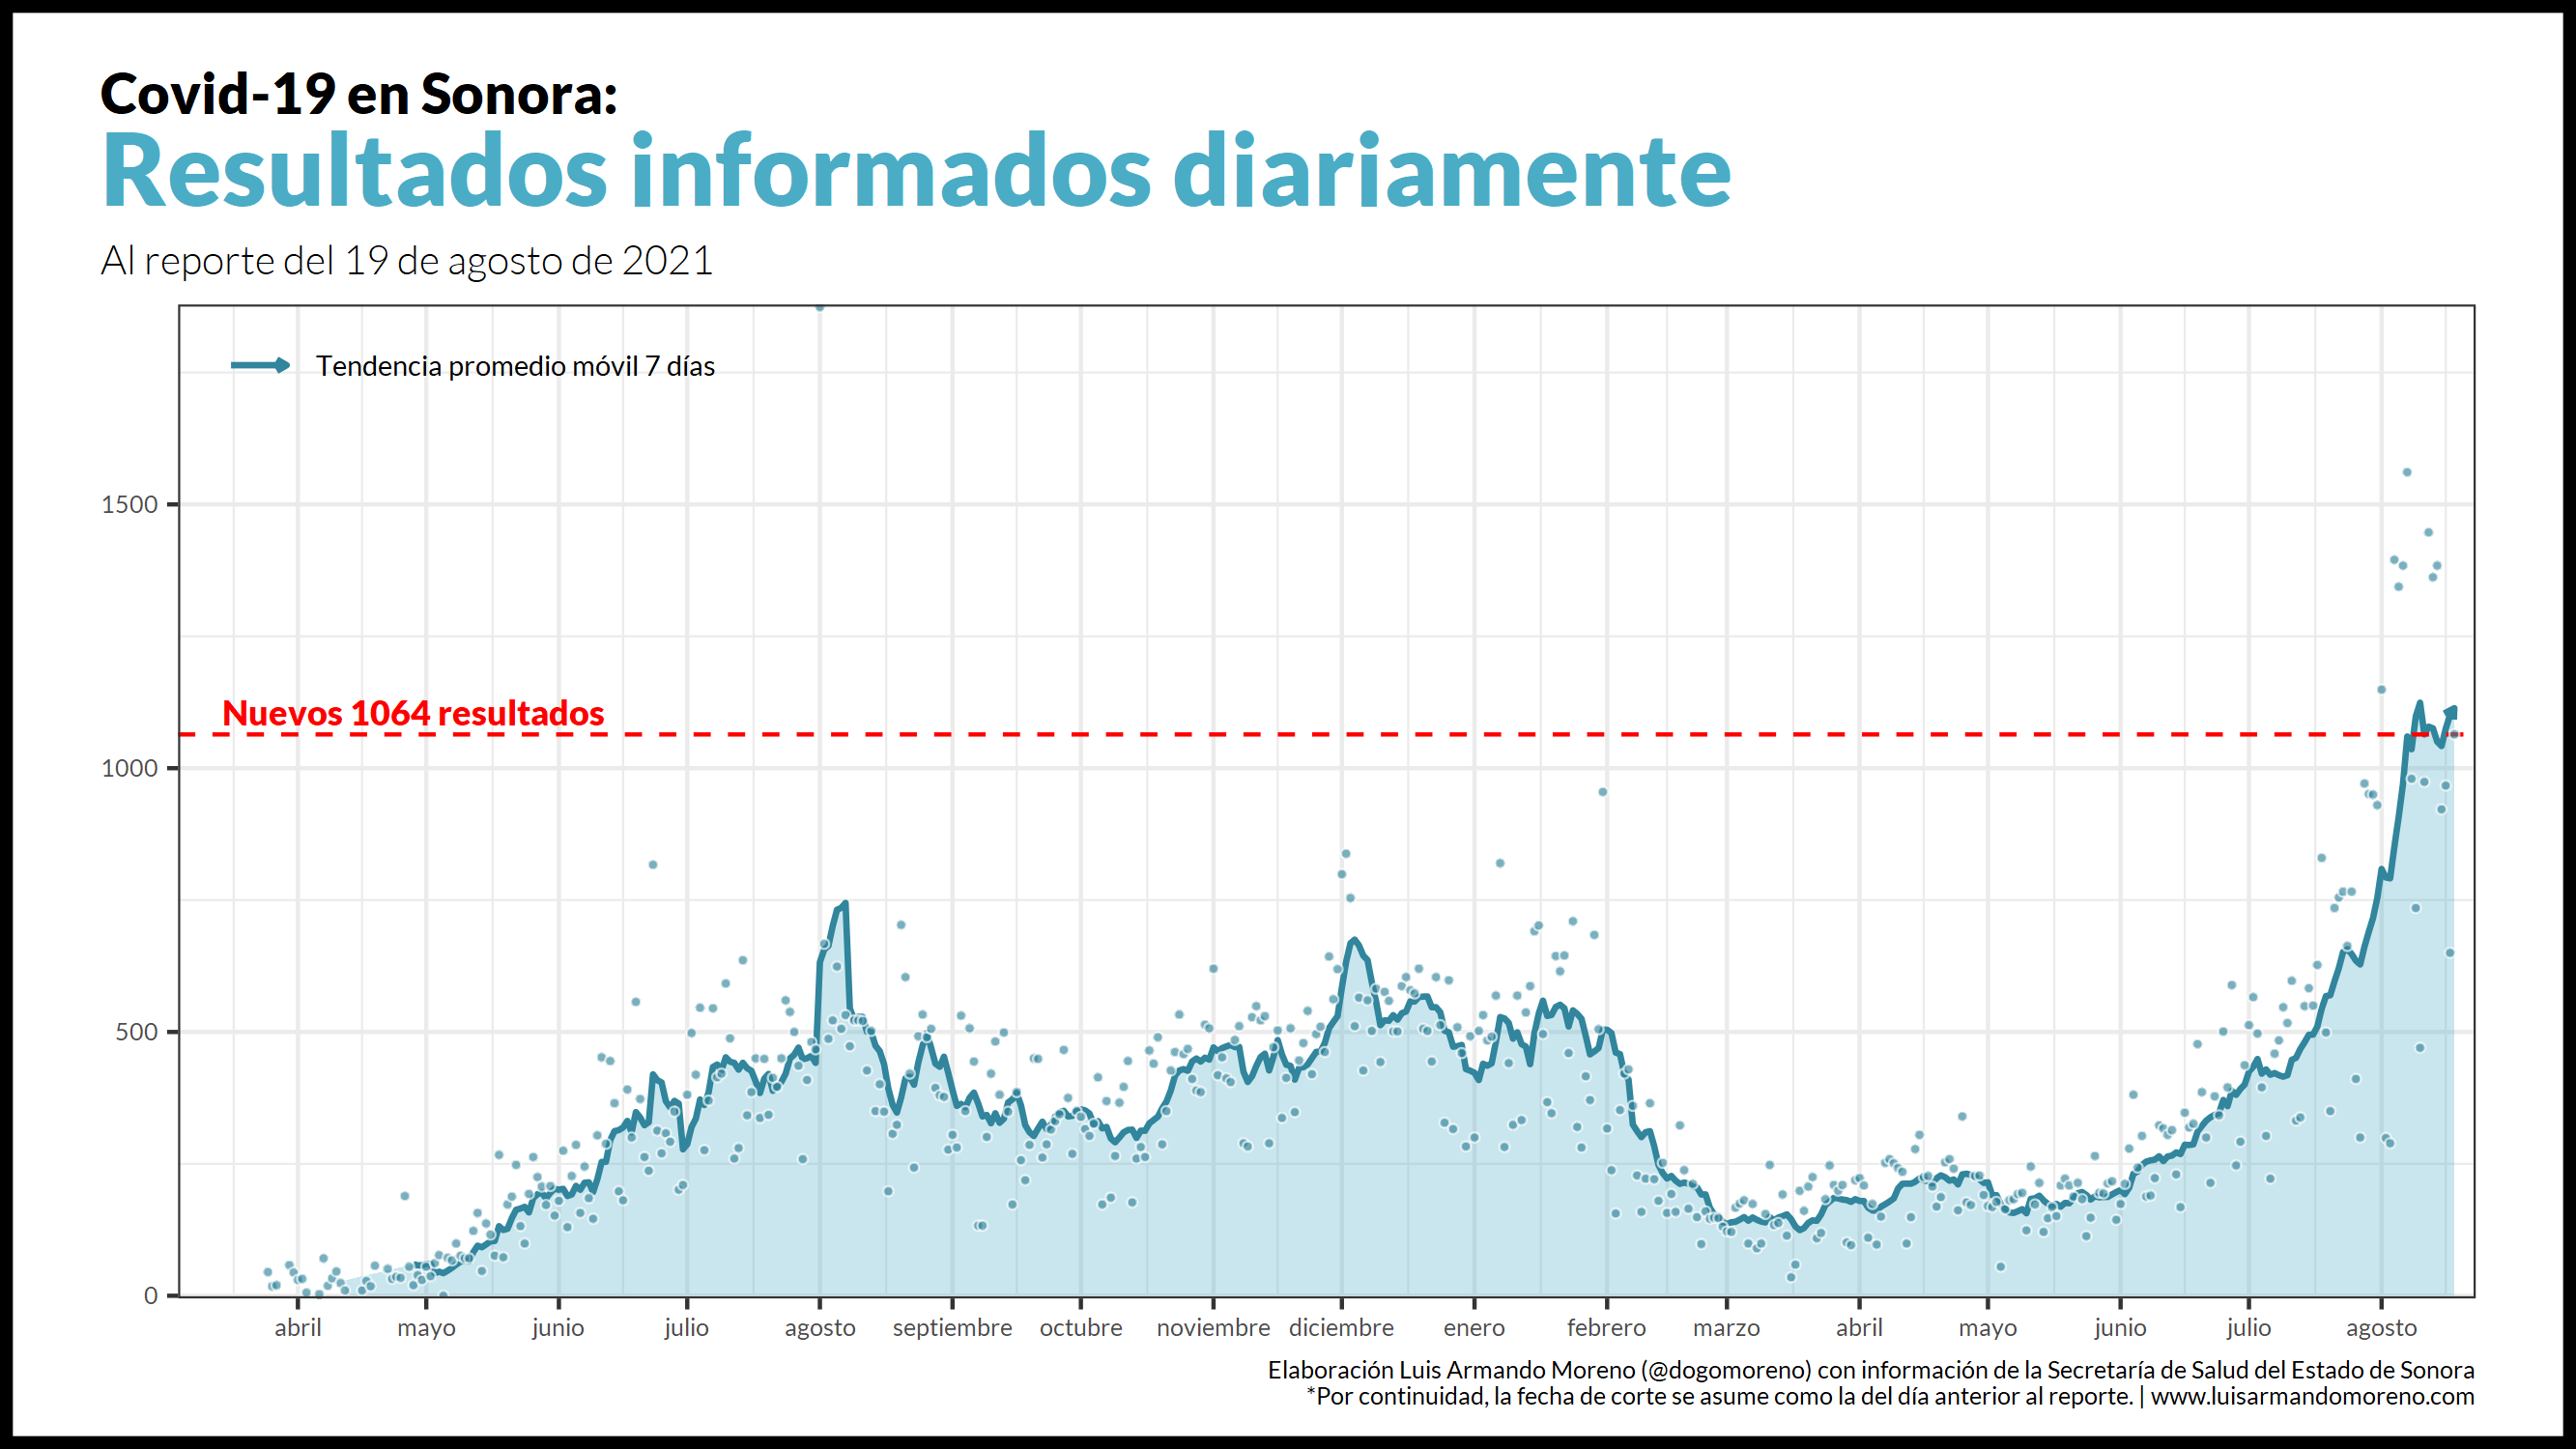 Covid-19 en Sonora:
Resultados informados diariamente
Al reporte del 19 de agosto de 2021
Tendencia promedio móvil 7 días
1500
Nuevos 1064 resultados
1000
500
0
abril mayo junio julio agosto septiembre octubre noviembre diciembre enero febrero marzo abril mayo junio julio agosto
Elaboración Luis Armando Moreno (@dogomoreno) con información de la Secretaría de Salud del Estado de Sonora
*Por continuidad, la fecha de corte se asume como la del día anterior al reporte. | www.luisarmandomoreno.com